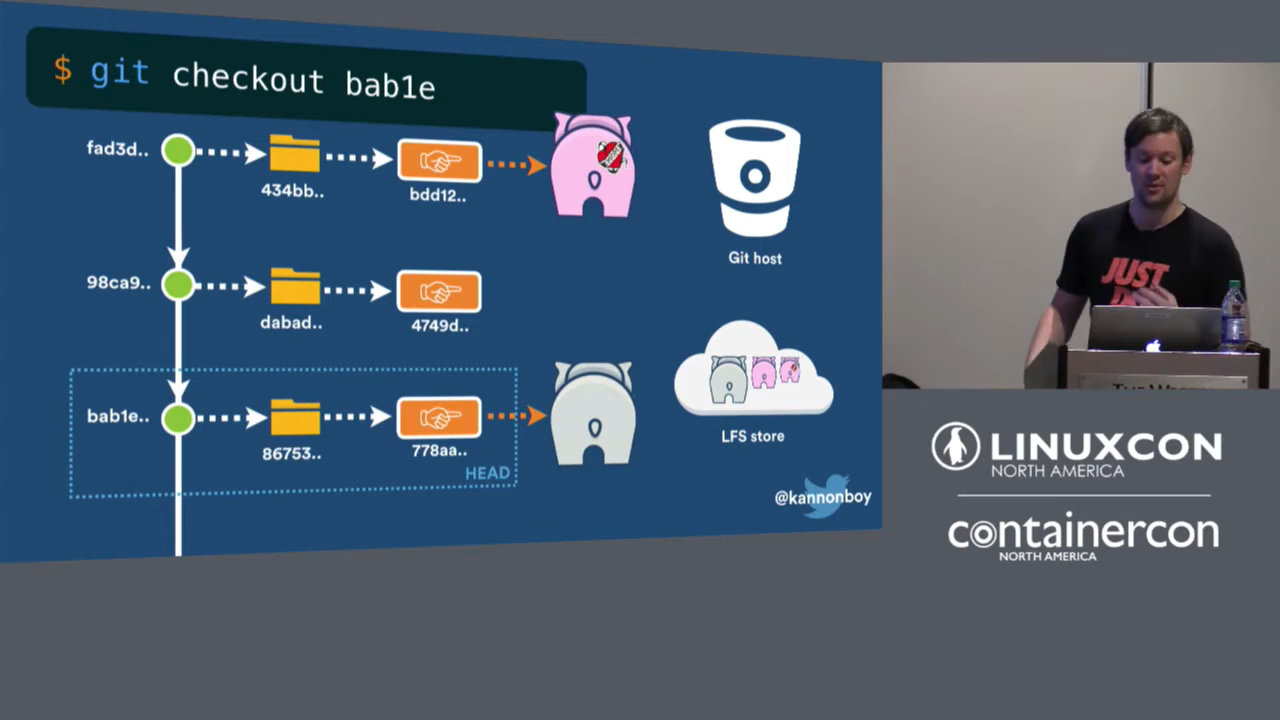 $ git checkout bab1e
fad3d..
434bb..
bdd12..
Git host
98ca9..
dabad..
4749d..
bab1e..
86753..
778aa..
HEAD
LFS store
@kannonboy
JUST
LINUXCON
NORTH AMERICA
containercon
NORTH AMERICA